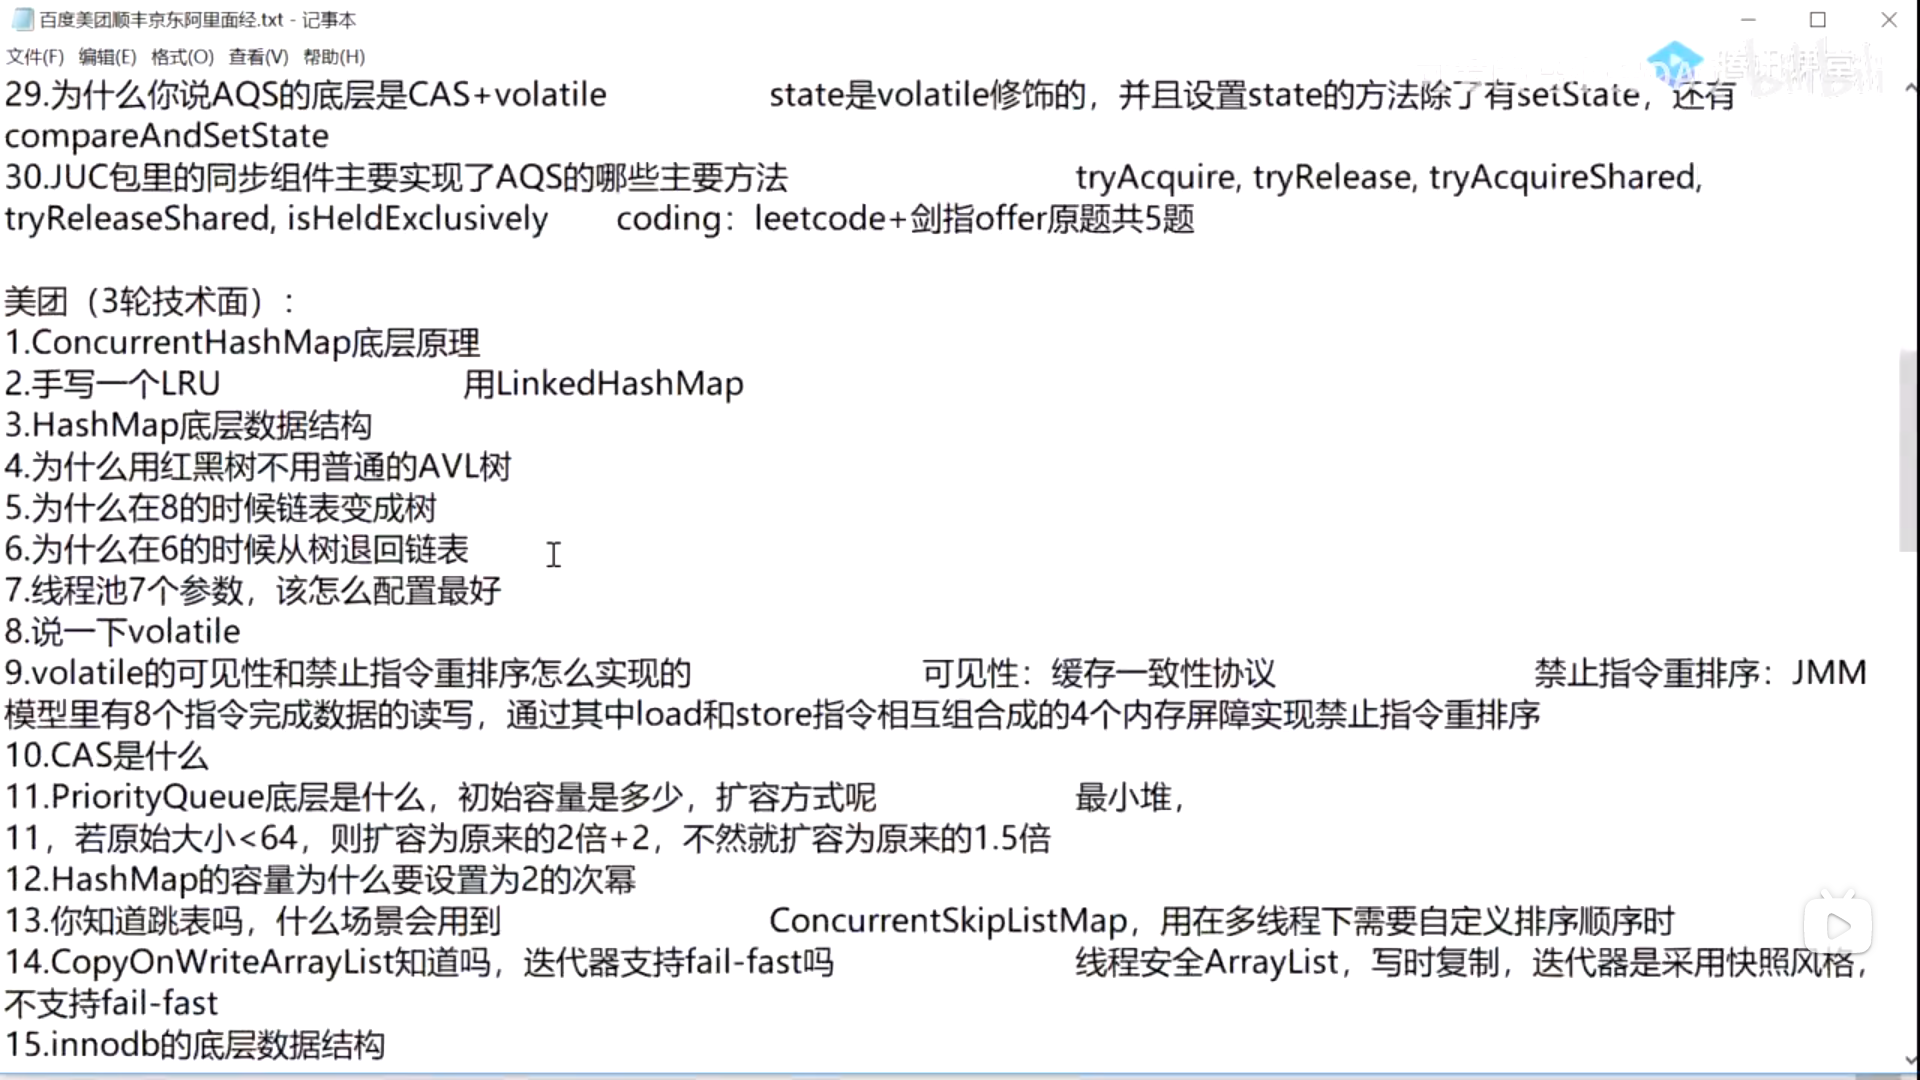 百度美团顺丰京东阿里面经.txt - 记事本
文件(F) 编辑(E) 格式(O) 查看(V) 帮助(H)
腾讯课堂
29.为什么你说AQS的底层是CAS+volatile state是volatile修饰的，并且设置state的方法除了有setState，还有
compareAndSetState
30.JUC包里的同步组件主要实现了AQS的哪些主要方法 tryAcquire, tryRelease, tryAcquireShared,
tryReleaseShared, isHeldExclusively coding：leetcode+剑指offer原题共5题
美团（3轮技术面）：
1.ConcurrentHashMap底层原理
2.手写一个LRU 用LinkedHashMap
3.HashMap底层数据结构
4.为什么用红黑树不用普通的AVL树
5.为什么在8的时候链表变成树
6.为什么在6的时候从树退回链表
7.线程池7个参数，该怎么配置最好
8.说一下volatile
9.volatile的可见性和禁止指令重排序怎么实现的 可见性：缓存一致性协议 禁止指令重排序：JMM
模型里有8个指令完成数据的读写，通过其中load和store指令相互组合成的4个内存屏障实现禁止指令重排序
10.CAS是什么
11.PriorityQueue底层是什么，初始容量是多少，扩容方式呢 最小堆，
11，若原始大小<64，则扩容为原来的2倍+2，不然就扩容为原来的1.5倍
12.HashMap的容量为什么要设置为2的次幂
13.你知道跳表吗，什么场景会用到 ConcurrentSkipListMap，用在多线程下需要自定义排序顺序时
14.CopyOnWriteArrayList知道吗，迭代器支持fail-fast吗 线程安全ArrayList，写时复制，迭代器是采用快照风格，
不支持fail-fast
15.innodb的底层数据结构